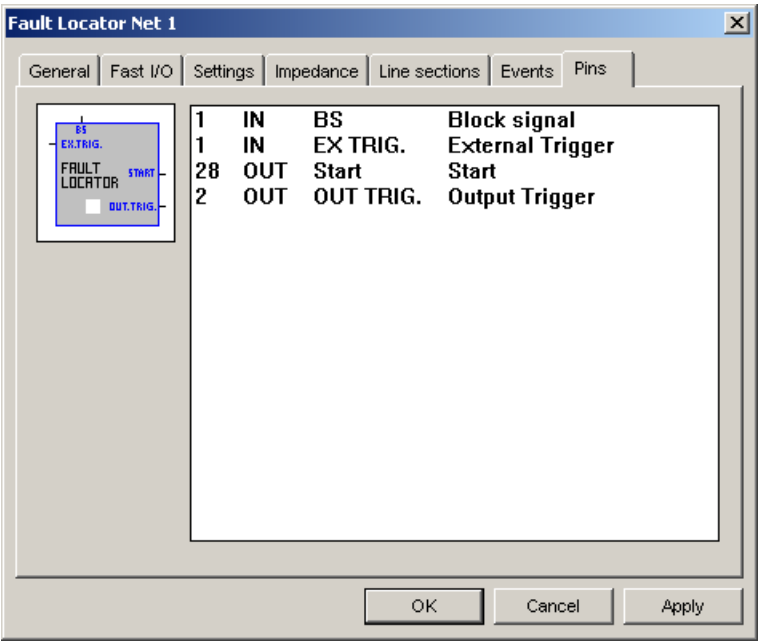 Fault Locator Net 1
General Fast I/O Settings Impedance Line sections Events Pins
BS
EX.TRIG.
FAULT LOCATOR
START
OUT.TRIG.
1 IN BS Block signal
1 IN EX TRIG. External Trigger
28 OUT Start Start
2 OUT OUT TRIG. Output Trigger
OK Cancel Apply